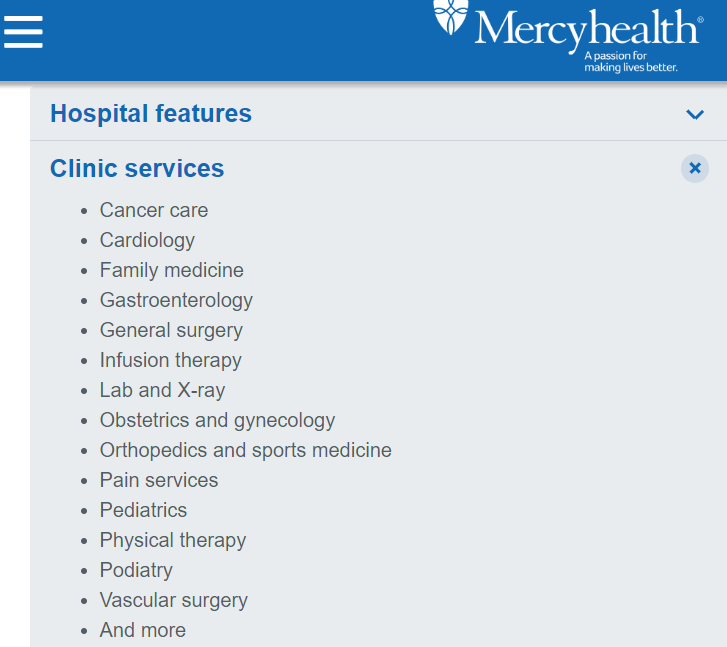 Mercyhealth®
A passion for
making lives better.
Hospital features
Clinic services
Cancer care
Cardiology
Family medicine
Gastroenterology
General surgery
Infusion therapy
Lab and X-ray
Obstetrics and gynecology
Orthopedics and sports medicine
Pain services
Pediatrics
Physical therapy
Podiatry
Vascular surgery
And more